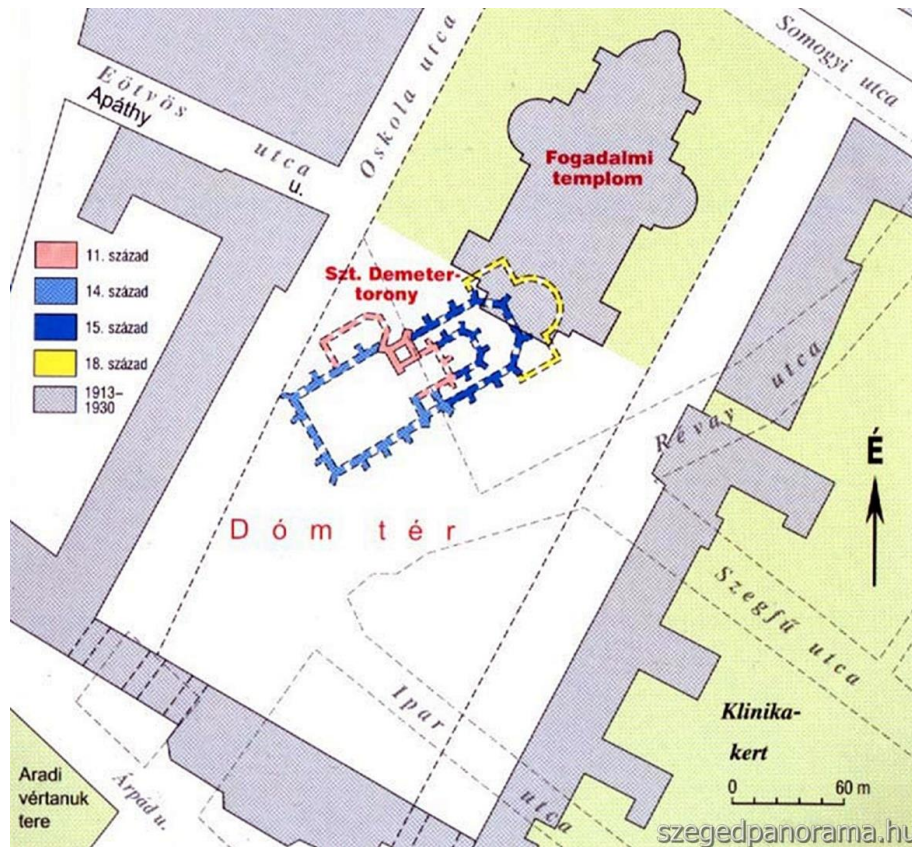 Somogyi utca
Oskola utca
Eötvös utca
Apáthy u.
Fogadalmi
templom
Szt. Demeter-
torony
11. század
14. század
15. század
18. század
1913–
1930
Révay utca
É
Dóm tér
Szegfű utca
Ipar utca
Klinika-
kert
0 60 m
Aradi
vértanuk
tere
Árpád u.
szegedpanorama.hu